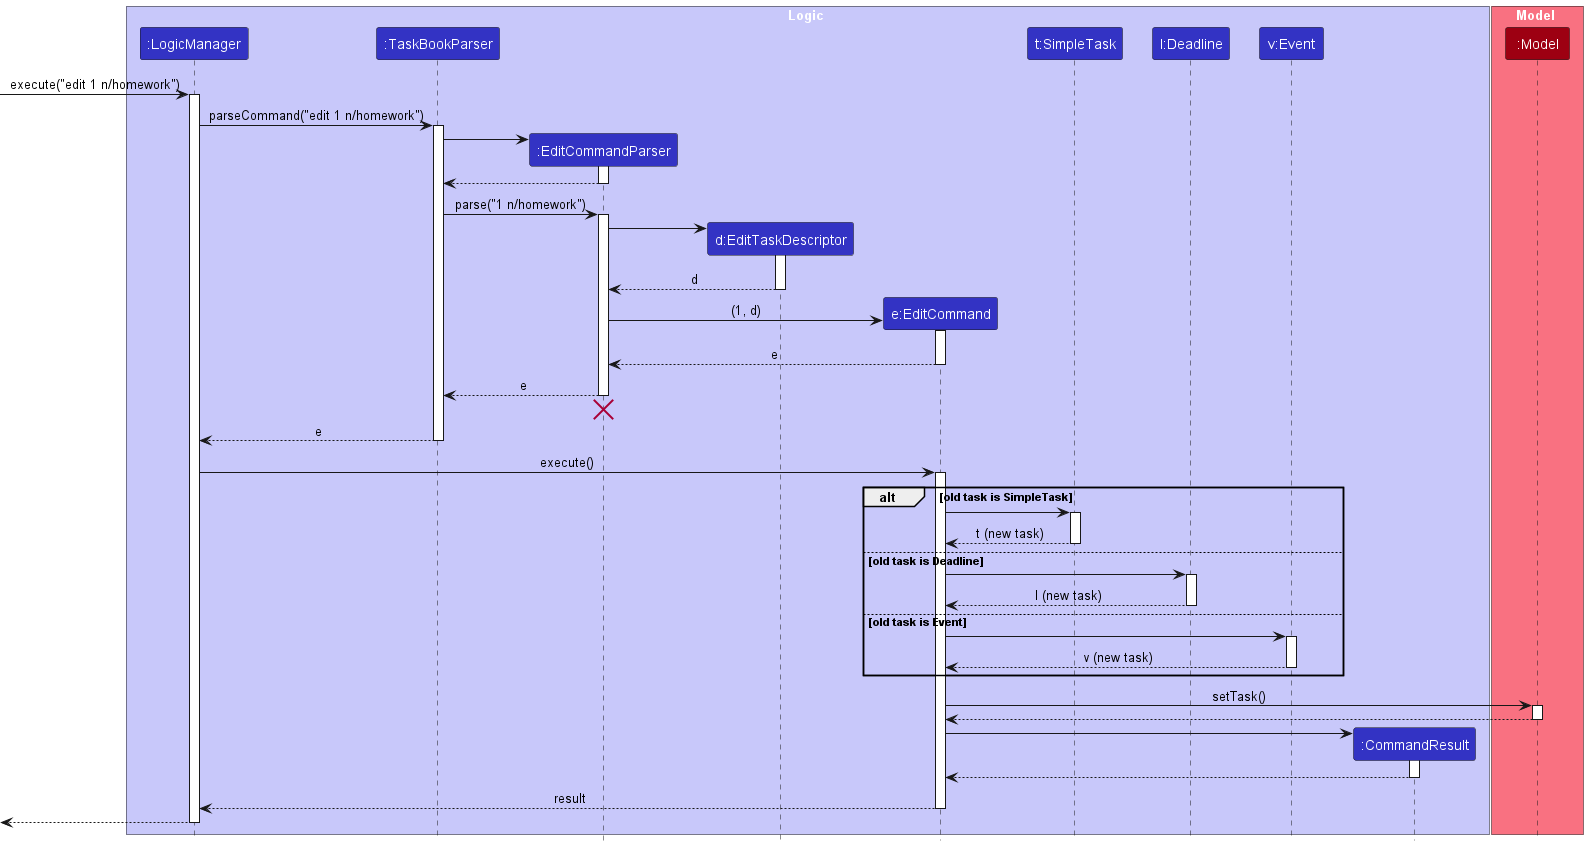 Logic
Model
:LogicManager
:TaskBookParser
t:SimpleTask
l:Deadline
v:Event
:Model
execute("edit 1 n/homework")
parseCommand("edit 1 n/homework")
:EditCommandParser
parse("1 n/homework")
d:EditTaskDescriptor
d
(1, d)
e:EditCommand
e
e
e
execute()
alt
[old task is SimpleTask]
t (new task)
[old task is Deadline]
l (new task)
[old task is Event]
v (new task)
setTask()
:CommandResult
result